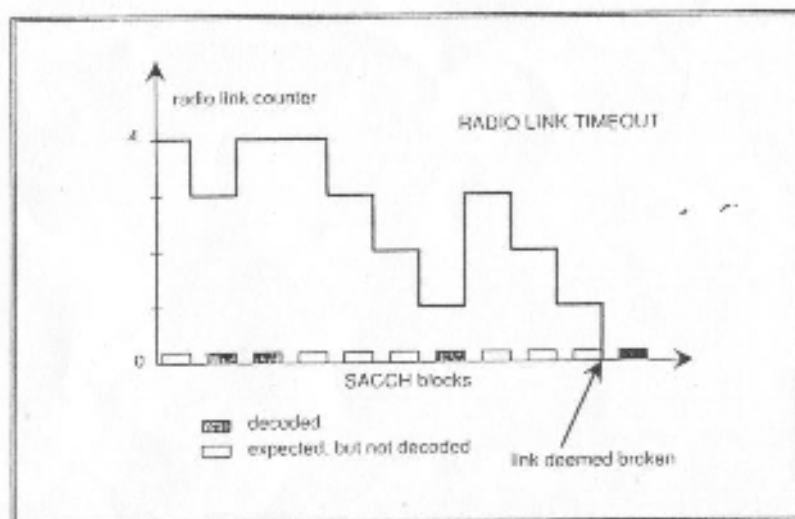 radio link counter
RADIO LINK TIMEOUT
4
0
SACCH blocks
decoded
expected, but not decoded
link deemed broken